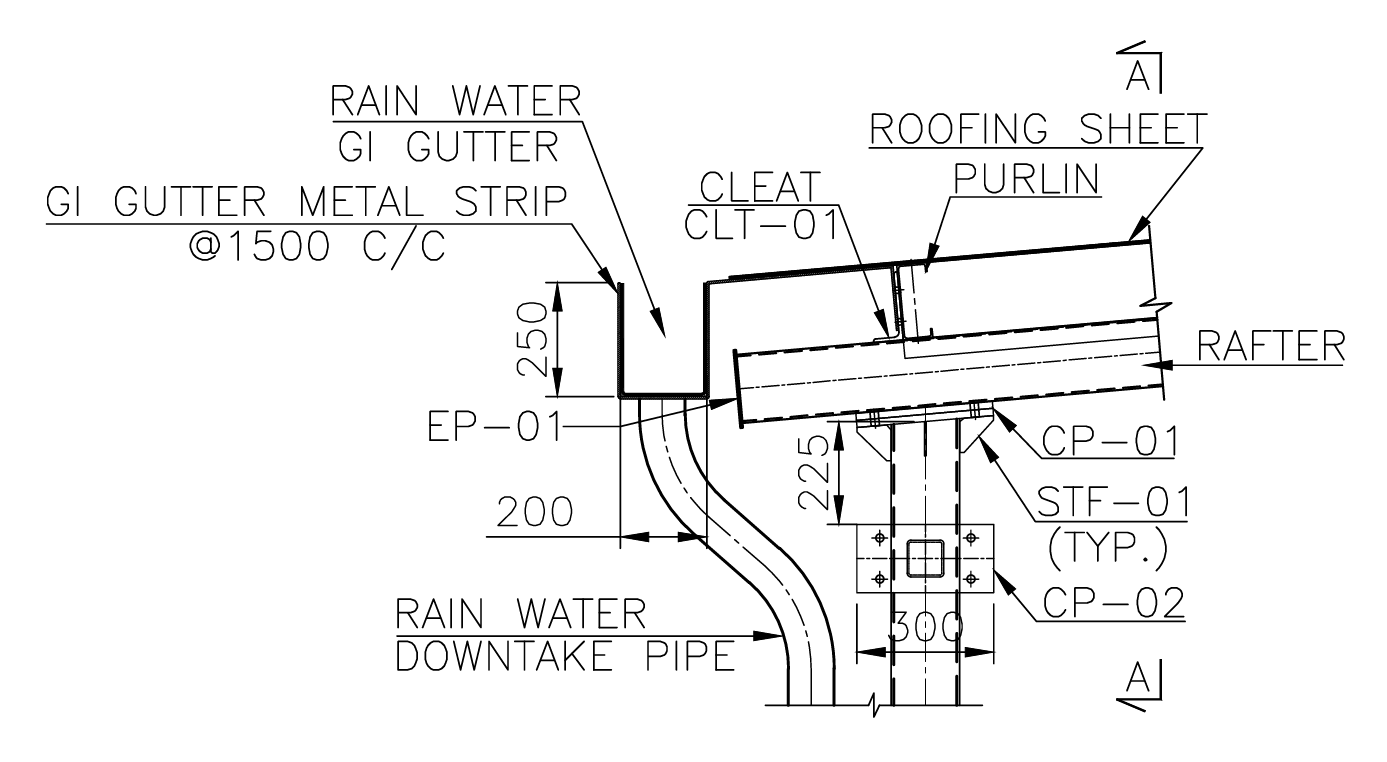 A
RAIN WATER
GI GUTTER
ROOFING SHEET
PURLIN
CLEAT
CLT-01
GI GUTTER METAL STRIP
@1500 C/C
250
RAFTER
EP-01
CP-01
225
STF-01
(TYP.)
200
CP-02
RAIN WATER
DOWNTAKE PIPE
300
A